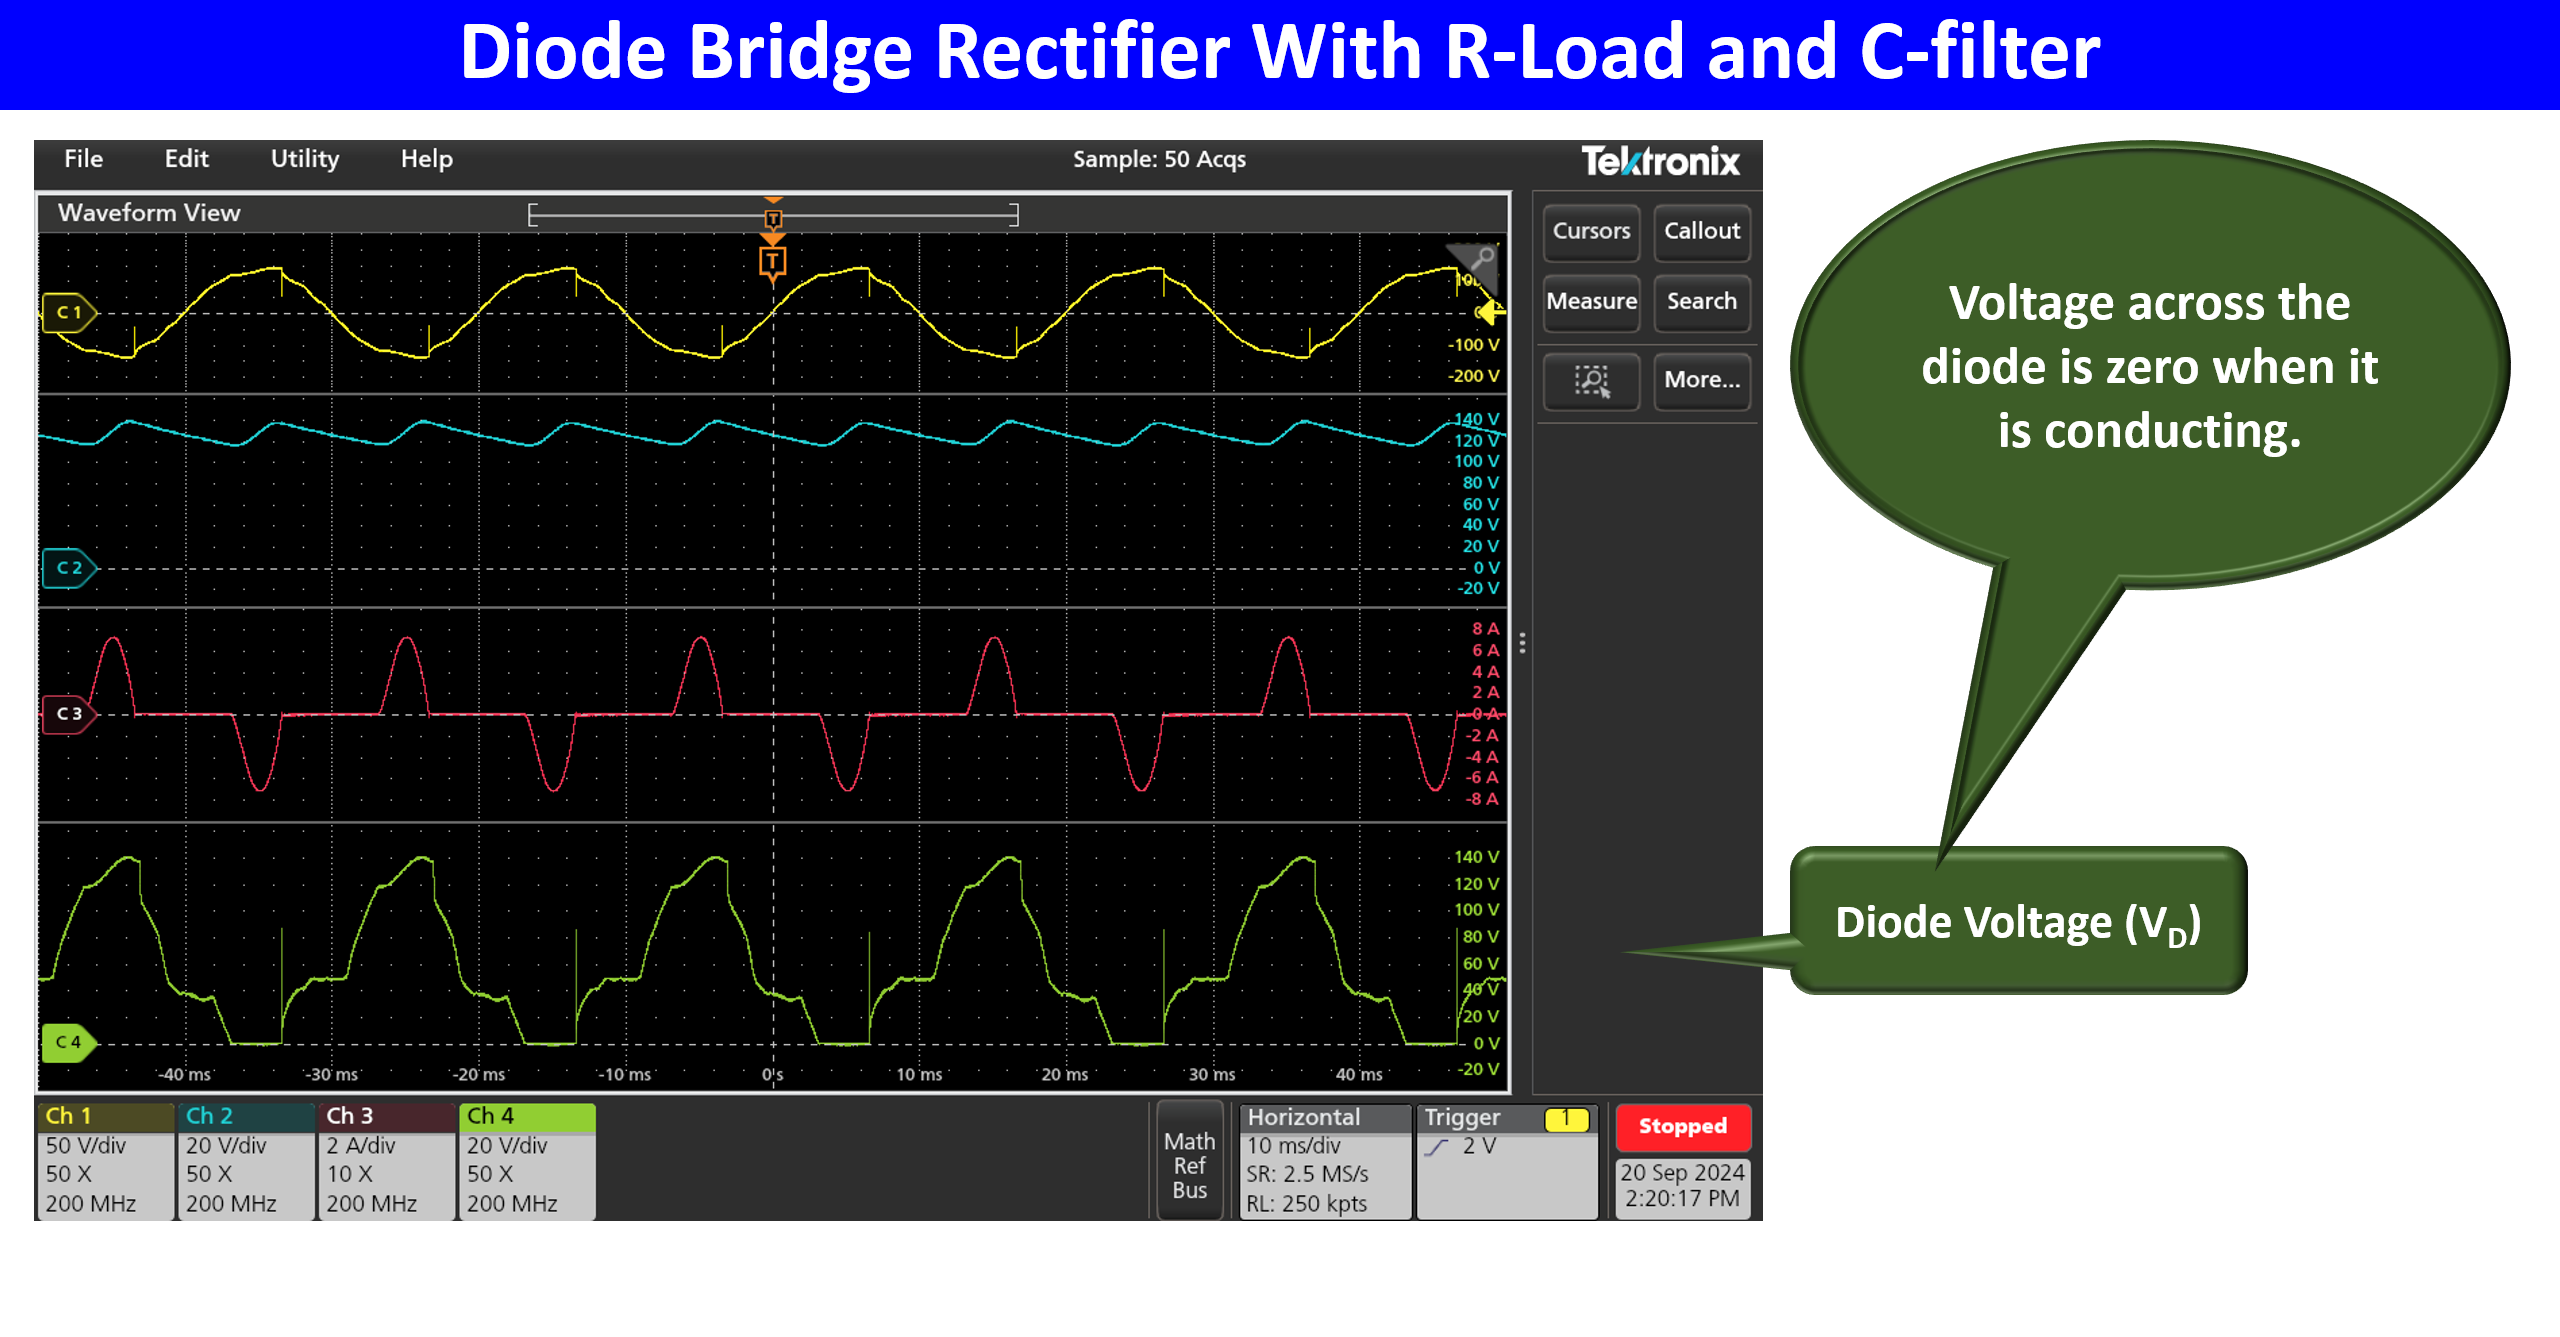 Diode Bridge Rectifier With R-Load and C-filter
File Edit Utility Help Sample: 50 Acqs Tektronix
Waveform View
T
T
Cursors Callout
Measure Search
More...
C 1
0
-100 V
-200 V
140 V
120 V
100 V
80 V
60 V
40 V
20 V
C 2
0 V
-20 V
8 A
6 A
4 A
2 A
C 3
0 A
-2 A
-4 A
-6 A
-8 A
140 V
120 V
100 V
80 V
60 V
40 V
20 V
C 4
0 V
-20 V
-40 ms -30 ms -20 ms -10 ms 0 s 10 ms 20 ms 30 ms 40 ms
Ch 1
50 V/div
50 X
200 MHz
Ch 2
20 V/div
50 X
200 MHz
Ch 3
2 A/div
10 X
200 MHz
Ch 4
20 V/div
50 X
200 MHz
Math
Ref
Bus
Horizontal
10 ms/div
SR: 2.5 MS/s
RL: 250 kpts
Trigger 1
2 V
Stopped
20 Sep 2024
2:20:17 PM
Voltage across the
diode is zero when it
is conducting.
Diode Voltage (VD)